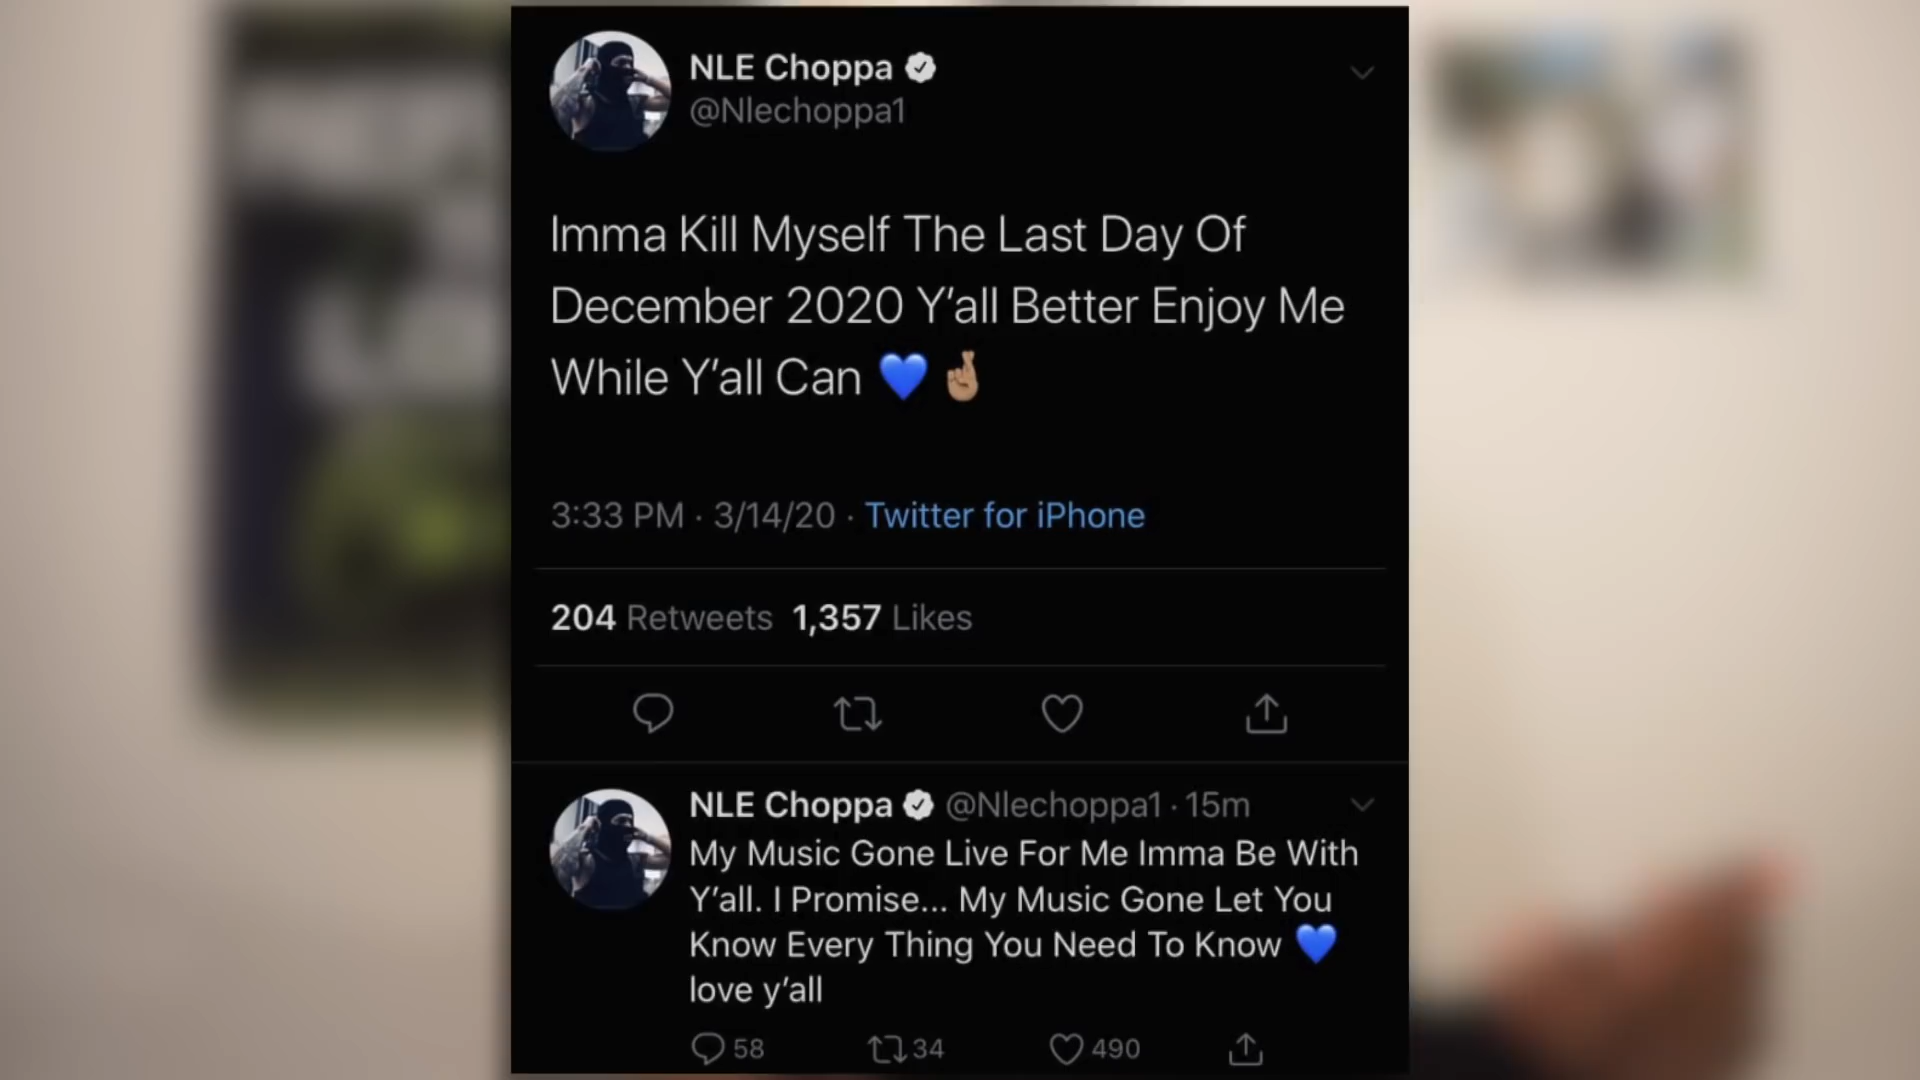 NLE Choppa
@Nlechoppa1
Imma Kill Myself The Last Day Of
December 2020 Y'all Better Enjoy Me
While Y'all Can 💙🤞🏽
3:33 PM · 3/14/20 · Twitter for iPhone
204 Retweets 1,357 Likes
NLE Choppa @Nlechoppa1 · 15m
My Music Gone Live For Me Imma Be With
Y'all. I Promise... My Music Gone Let You
Know Every Thing You Need To Know 💙
love y'all
58 34 490